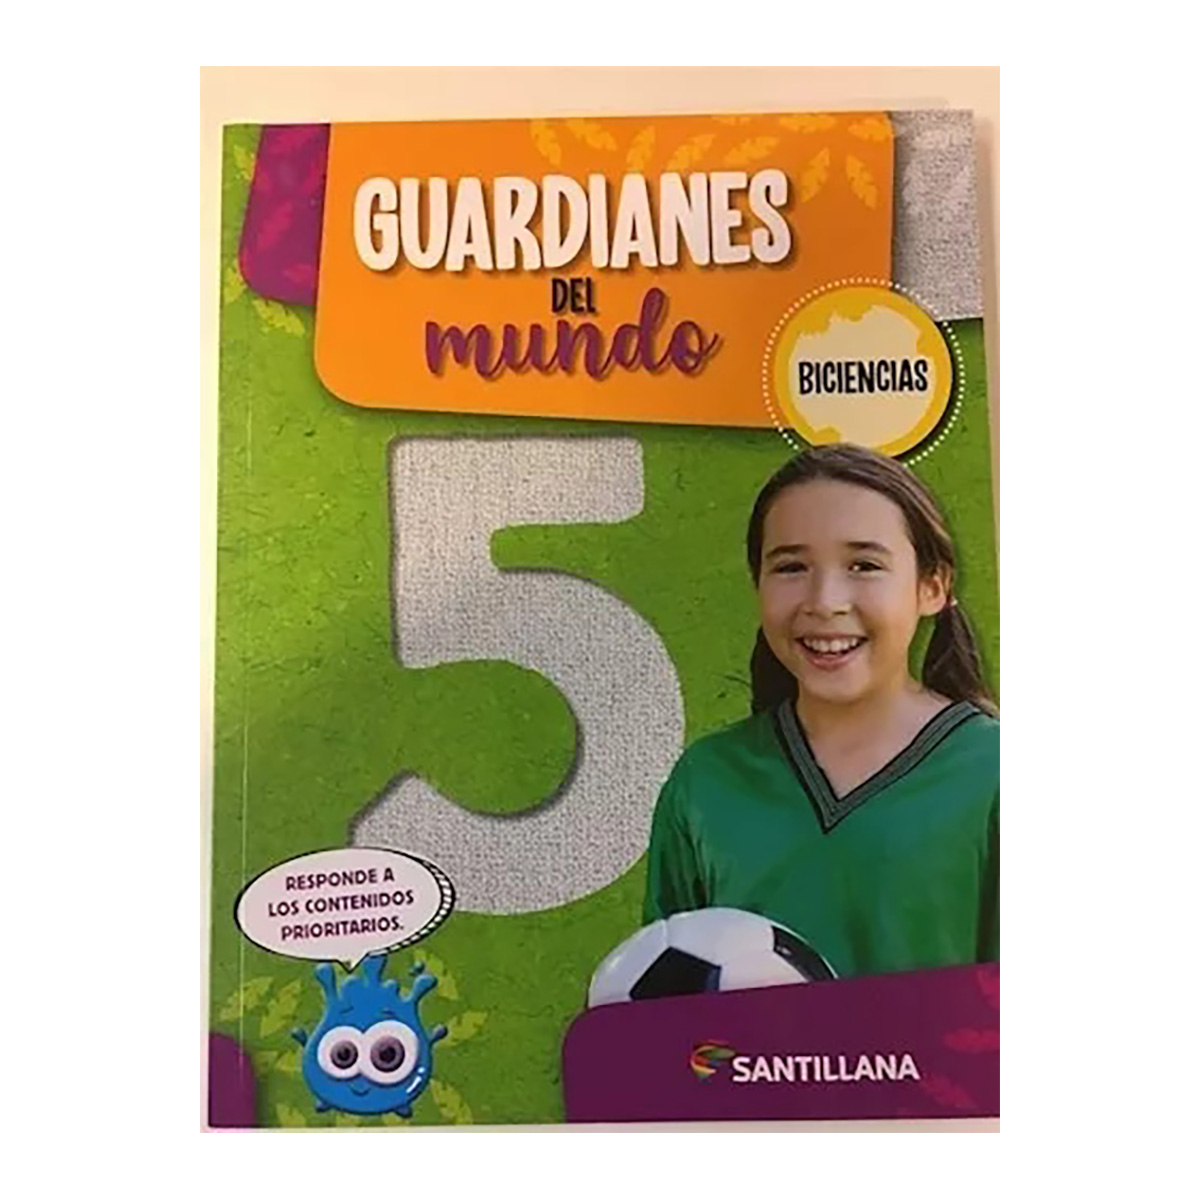 GUARDIANES
DEL
mundo
BICIENCIAS
5
RESPONDE A
LOS CONTENIDOS
PRIORITARIOS.
SANTILLANA